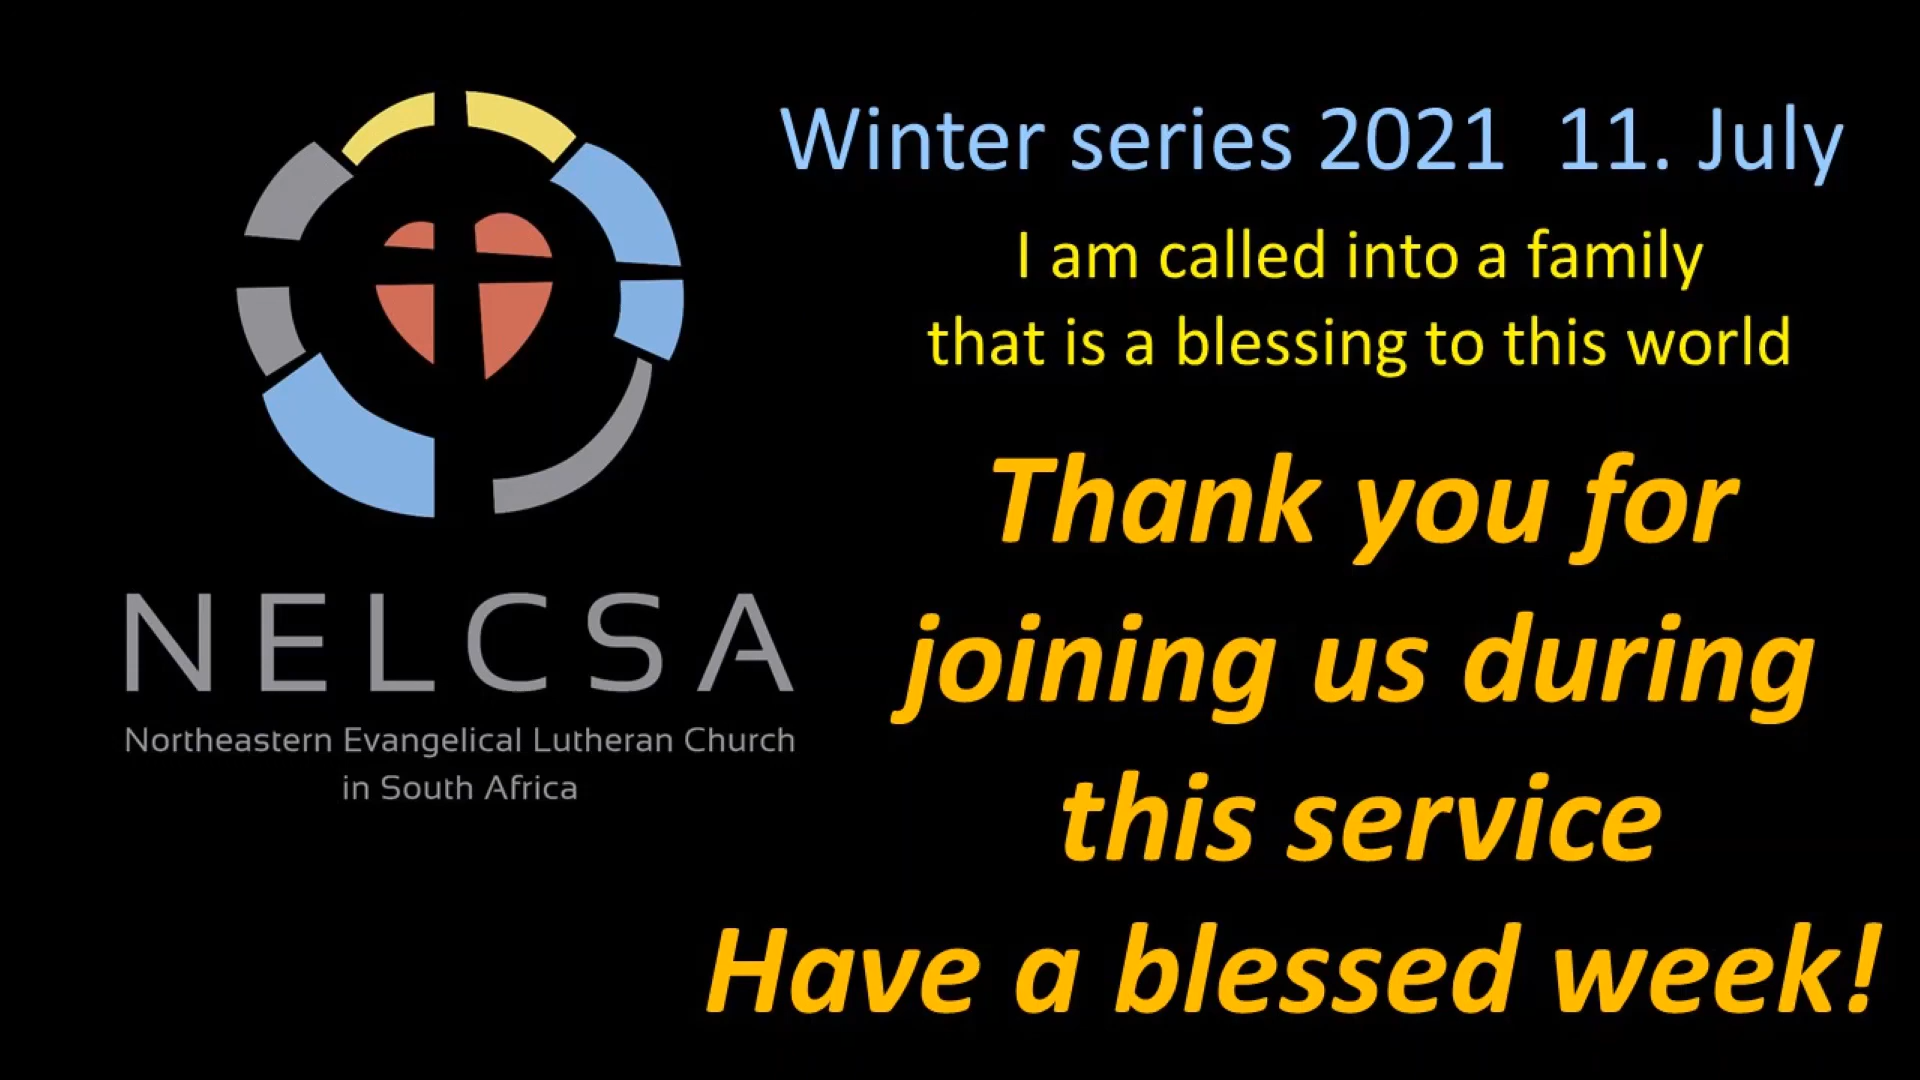 Winter series 2021 11. July
I am called into a family
that is a blessing to this world
Thank you for
joining us during
this service
Have a blessed week!
NELCSA
Northeastern Evangelical Lutheran Church
in South Africa